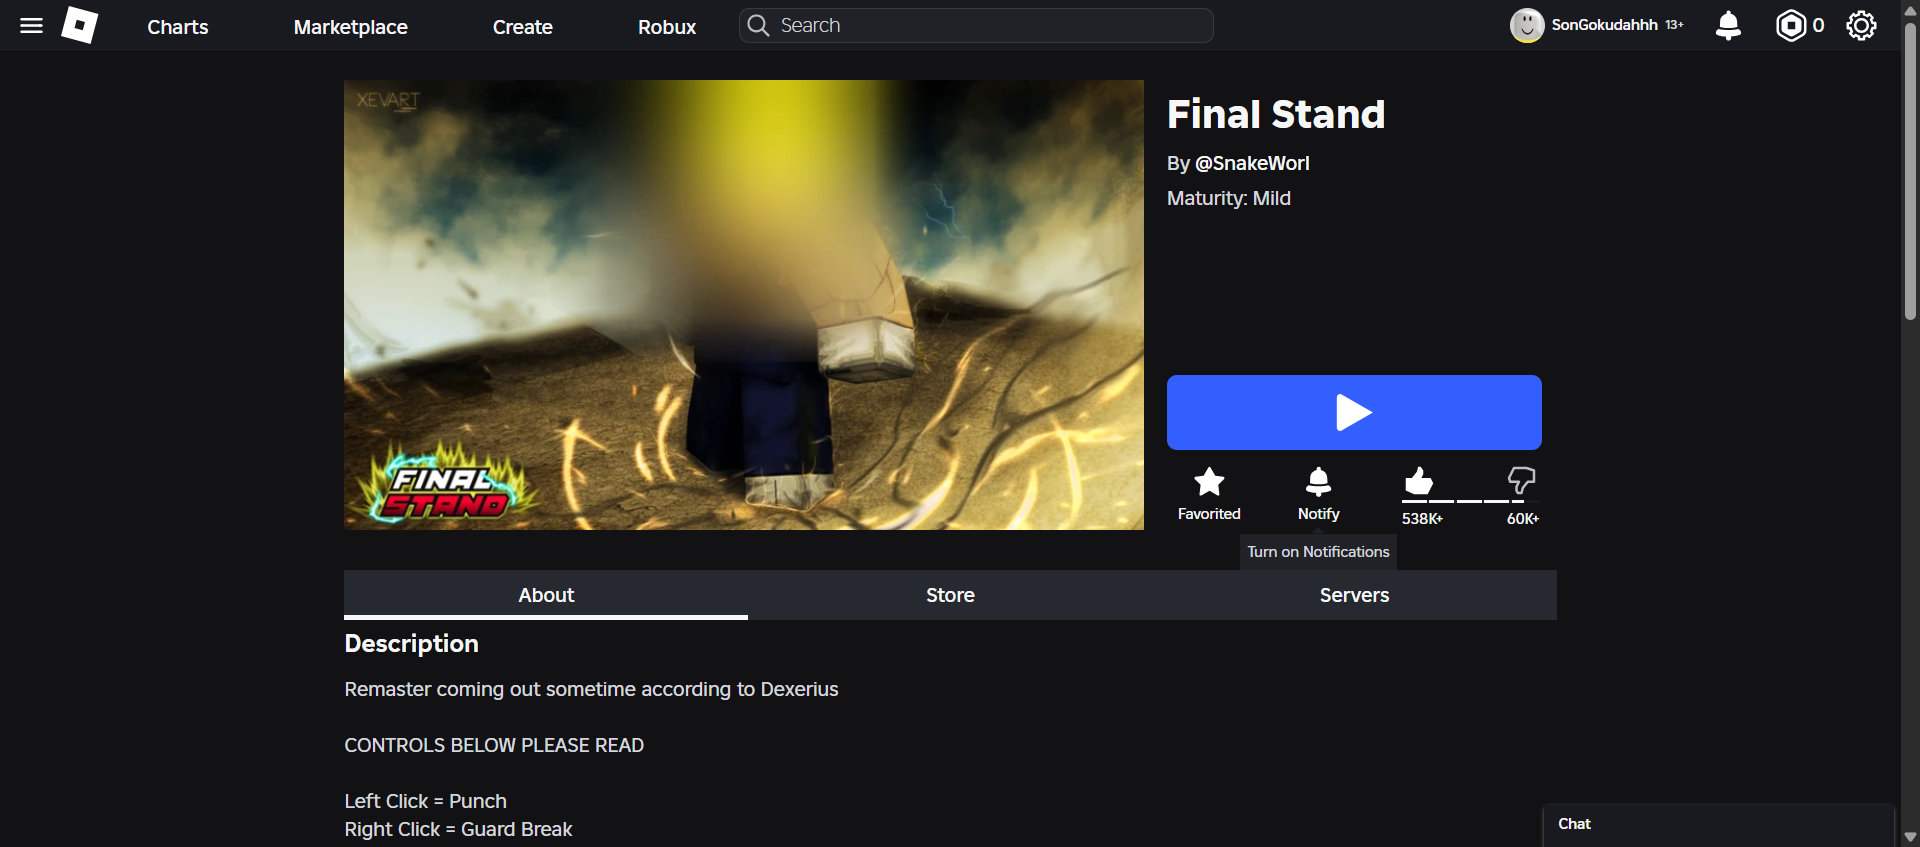 Charts
Marketplace
Create
Robux
Search
SonGokudahhh 13+
0
XEVART
FINAL
STAND
Final Stand
By @SnakeWorl
Maturity: Mild
Favorited
Notify
538K+
60K+
Turn on Notifications
About
Store
Servers
Description
Remaster coming out sometime according to Dexerius
CONTROLS BELOW PLEASE READ
Left Click = Punch
Right Click = Guard Break
Chat